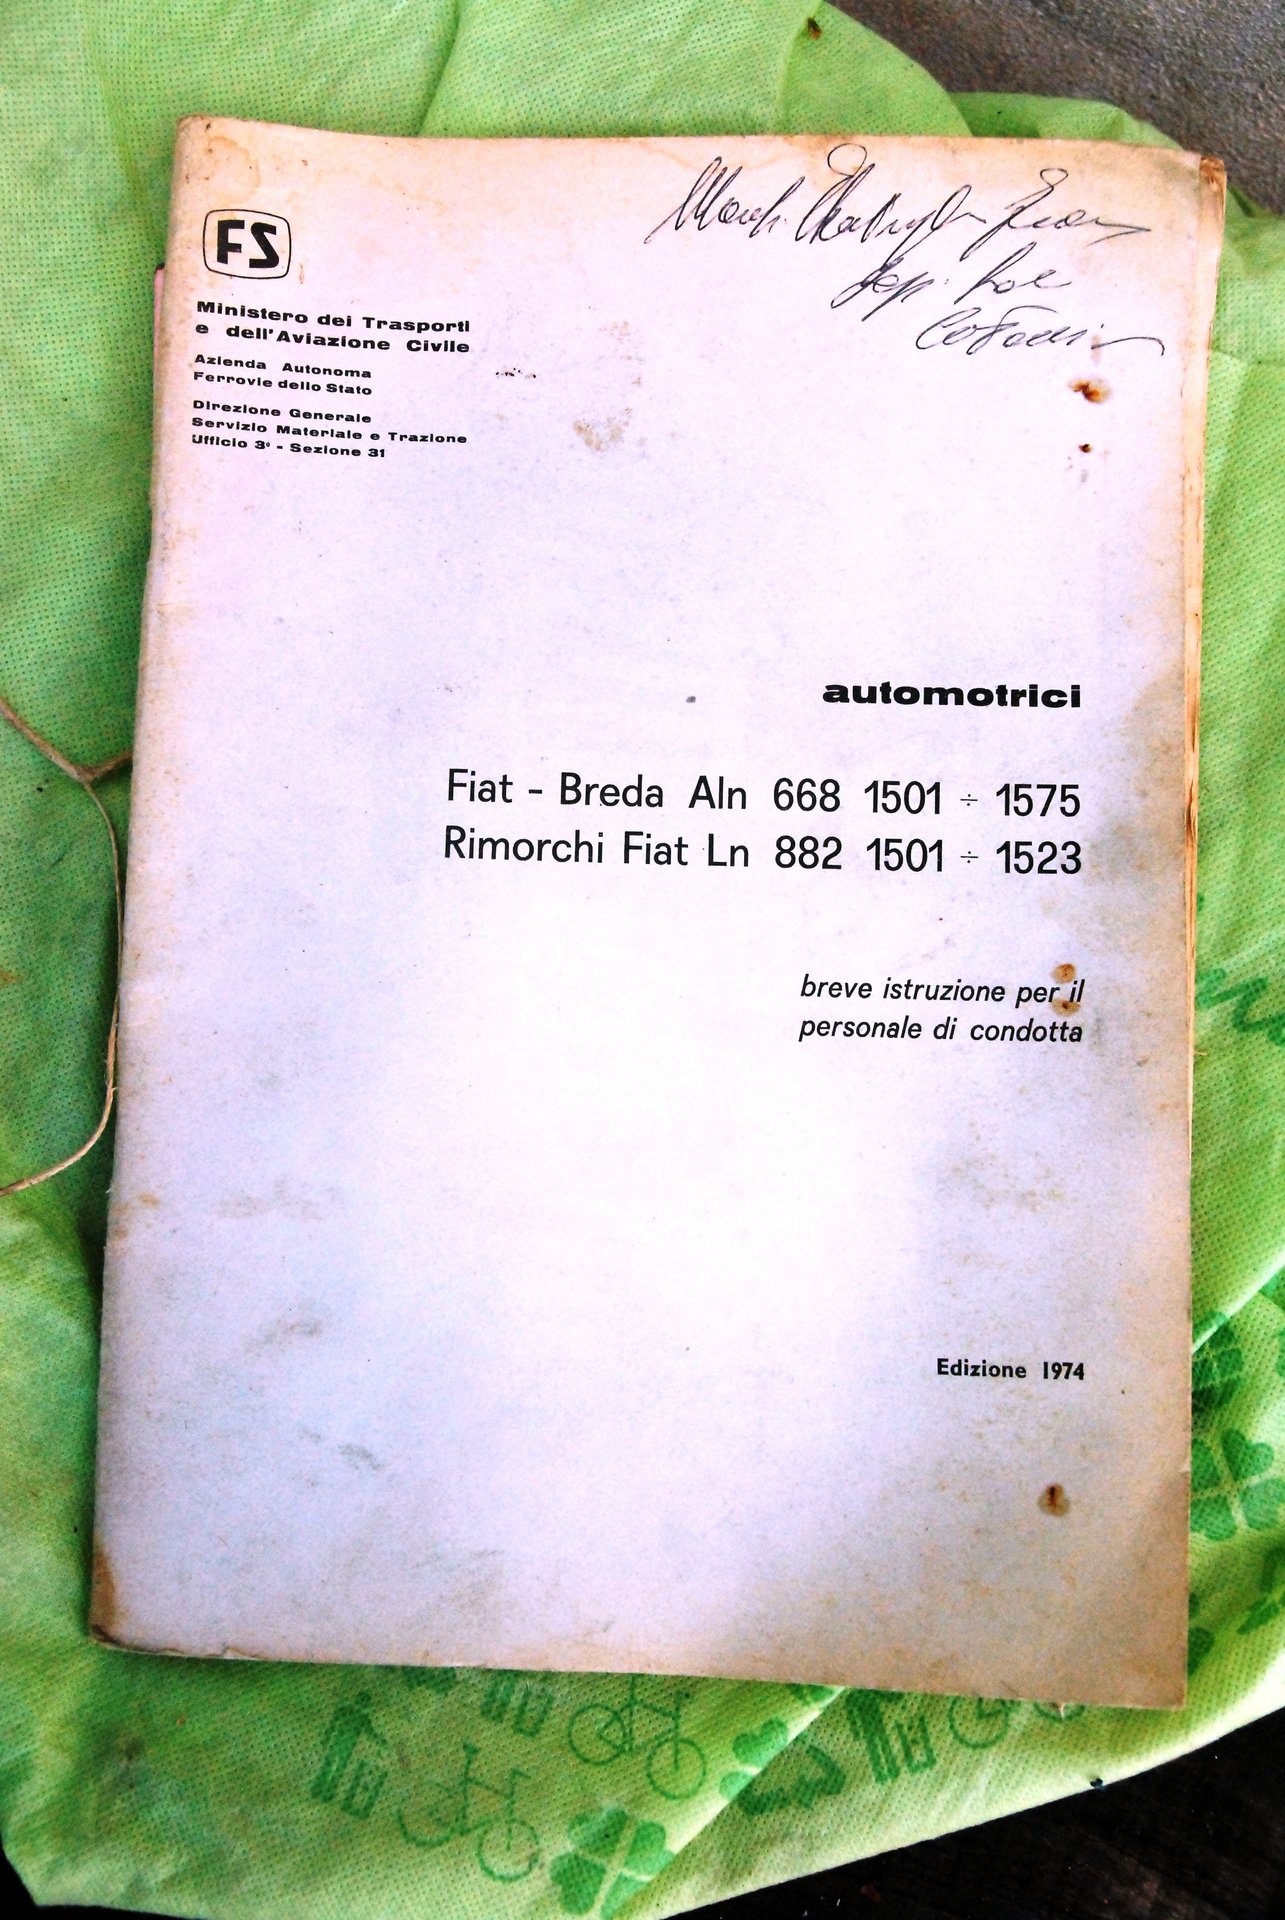 FS
Ministero dei Trasporti
e dell'Aviazione Civile
Azienda Autonoma
Ferrovie dello Stato
Direzione Generale
Servizio Materiale e Trazione
Ufficio 3° - Sezione 31
automotrici
Fiat - Breda Aln 668 1501 ÷ 1575
Rimorchi Fiat Ln 882 1501 ÷ 1523
breve istruzione per il
personale di condotta
Edizione 1974